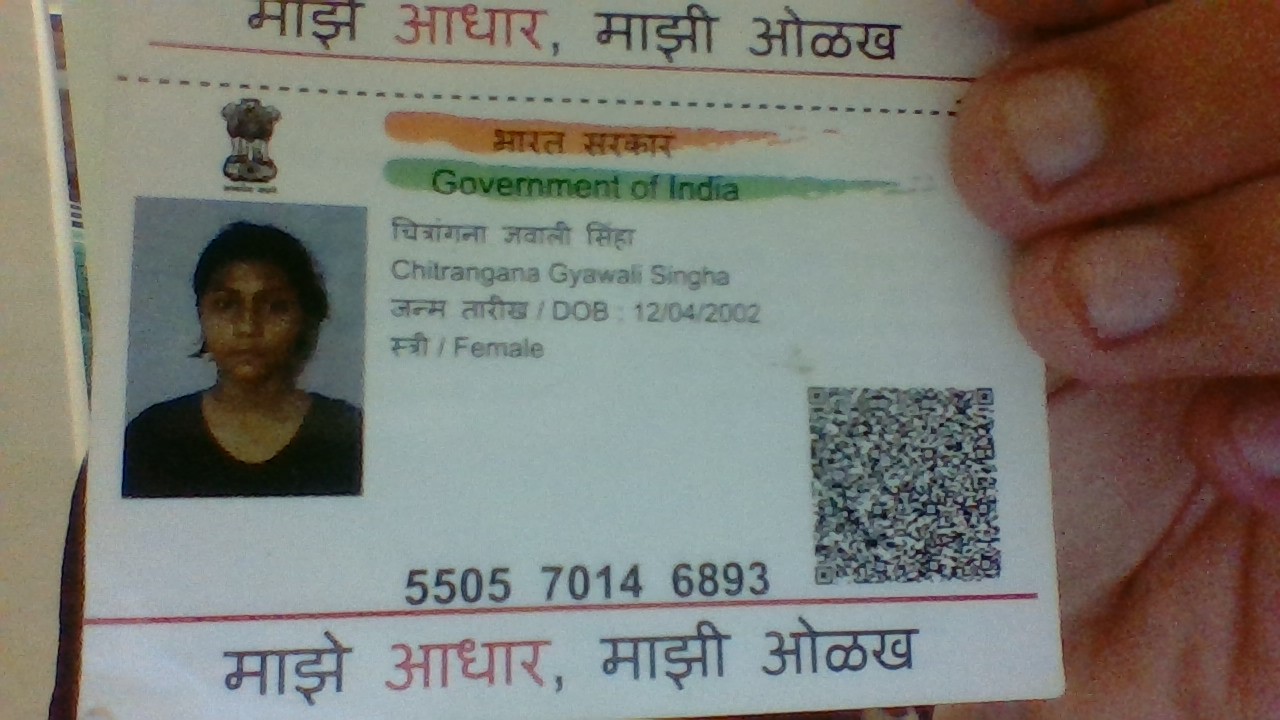 माझे आधार, माझी ओळख
भारत सरकार
Government of India
चित्रांगना ज्ञवाली सिंहा
Chitrangana Gyawali Singha
जन्म तारीख / DOB : 12/04/2002
स्त्री / Female
5505 7014 6893
माझे आधार, माझी ओळख